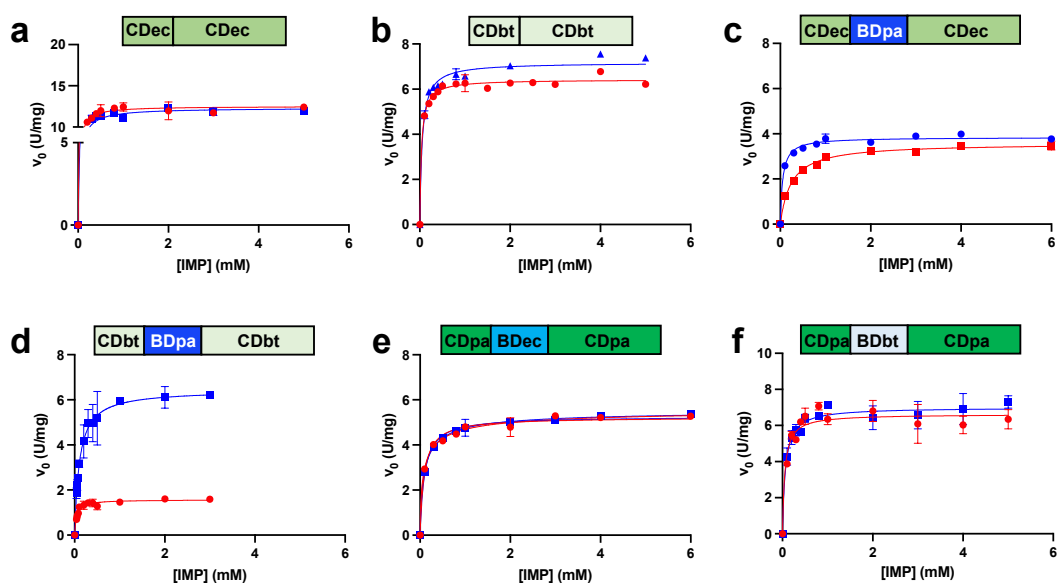 a
CDec CDec
v0 (U/mg)
20
15
10
5
0
0 2 4 6
[IMP] (mM)
b
CDbt CDbt
v0 (U/mg)
8
6
4
2
0
0 2 4 6
[IMP] (mM)
c
CDec BDpa CDec
v0 (U/mg)
8
6
4
2
0
0 2 4 6
[IMP] (mM)
d
CDbt BDpa CDbt
v0 (U/mg)
6
4
2
0
0 2 4 6
[IMP] (mM)
e
CDpa BDec CDpa
v0 (U/mg)
8
6
4
2
0
0 2 4 6
[IMP] (mM)
f
CDpa BDbt CDpa
v0 (U/mg)
10
8
6
4
2
0
0 2 4 6
[IMP] (mM)